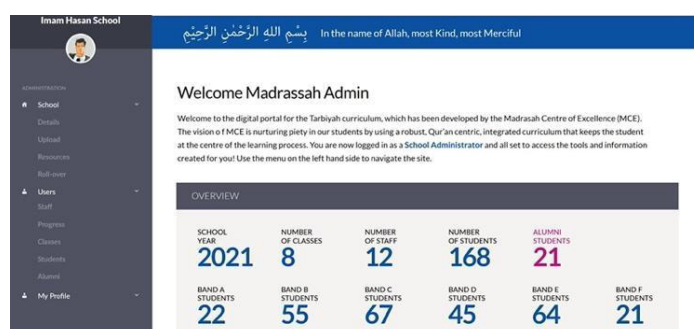 Imam Hasan School
ADMINISTRATION
School
Details
Upload
Resources
Roll-over
Users
Staff
Progress
Classes
Students
Alumni
My Profile
بِسْمِ اللهِ الرَّحْمٰنِ الرَّحِيْمِ In the name of Allah, most Kind, most Merciful
Welcome Madrassah Admin
Welcome to the digital portal for the Tarbiyah curriculum, which has been developed by the Madrasah Centre of Excellence (MCE).
The vision o f MCE is nurturing piety in our students by using a robust, Qur'an centric, integrated curriculum that keeps the student
at the centre of the learning process. You are now logged in as a School Administrator and all set to access the tools and information
created for you! Use the menu on the left hand side to navigate the site.
OVERVIEW
SCHOOL NUMBER NUMBER NUMBER ALUMNI
YEAR OF CLASSES OF STAFF OF STUDENTS STUDENTS
2021 8 12 168 21
BAND A BAND B BAND C BAND D BAND E BAND F
STUDENTS STUDENTS STUDENTS STUDENTS STUDENTS STUDENTS
22 55 67 45 64 21